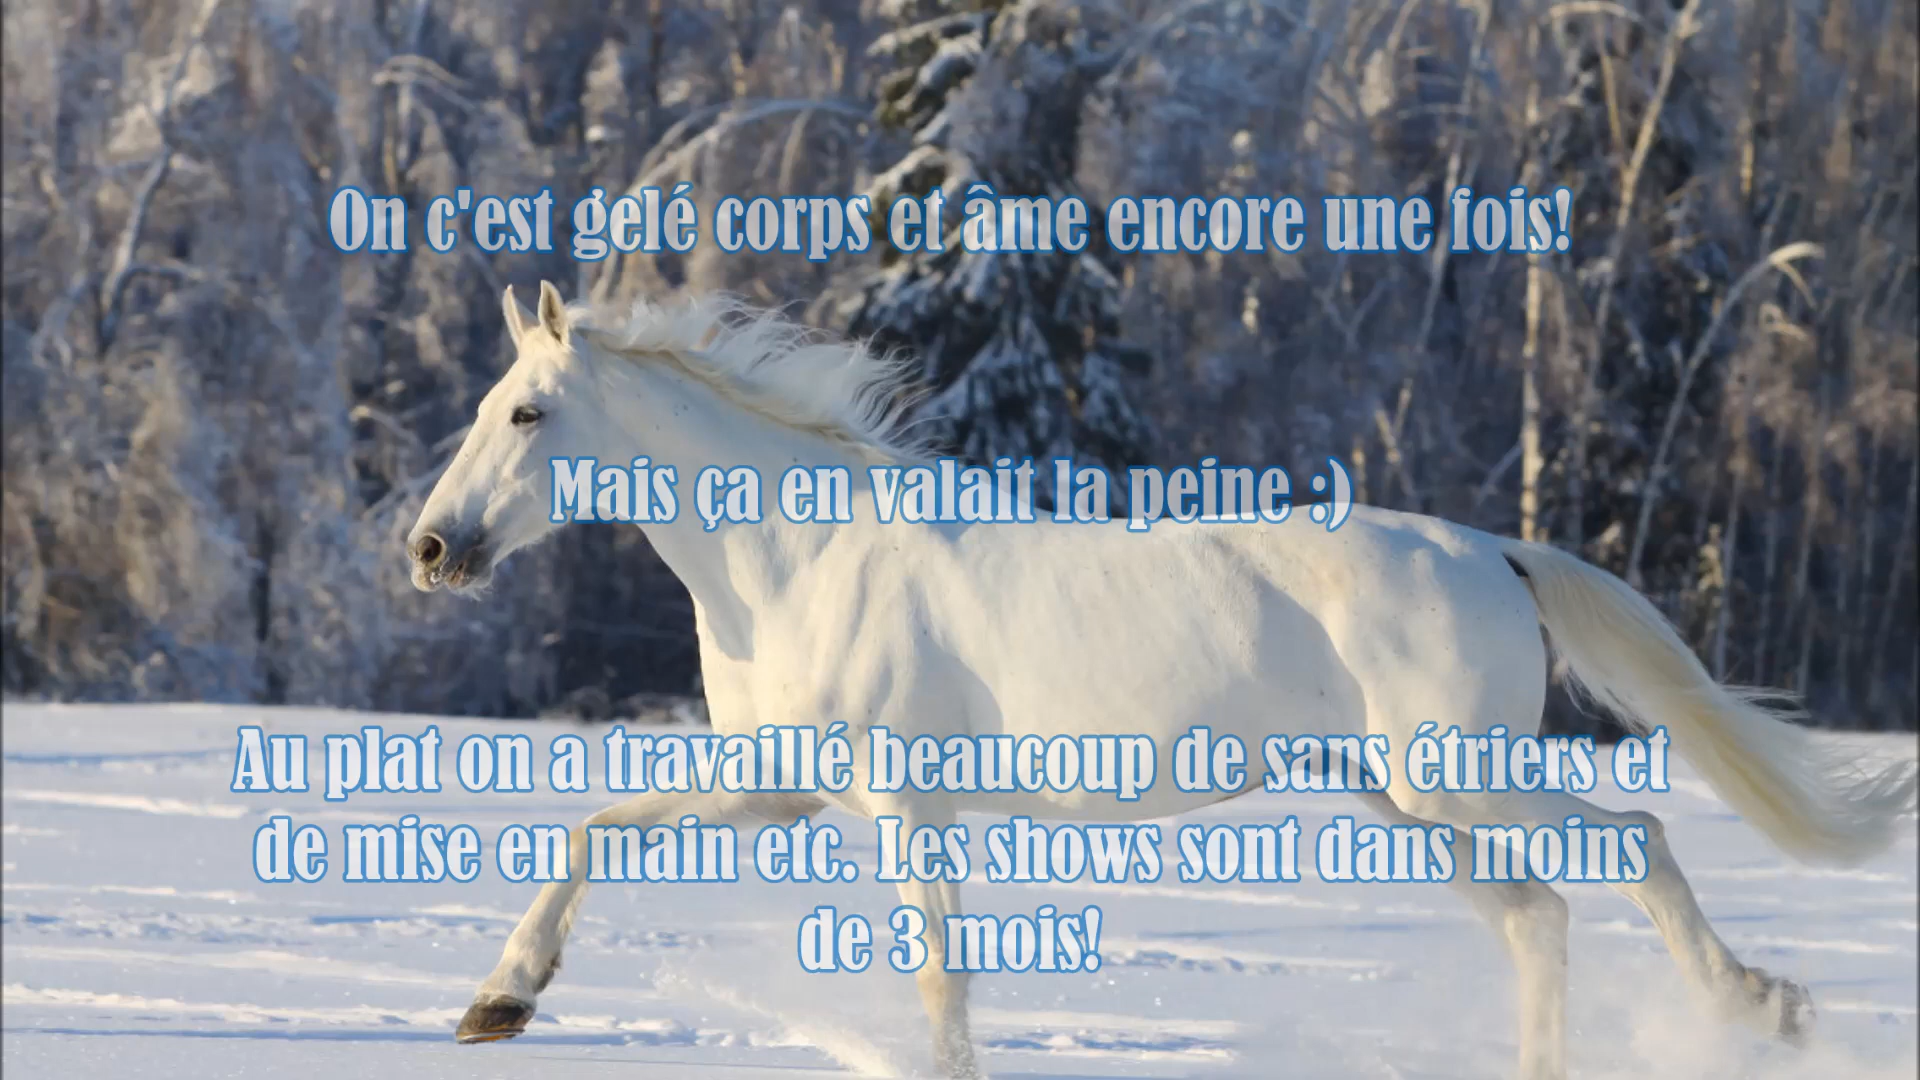 On c'est gelé corps et âme encore une fois!
Mais ça en valait la peine :)
Au plat on a travaillé beaucoup de sans étriers et
de mise en main etc. Les shows sont dans moins
de 3 mois!